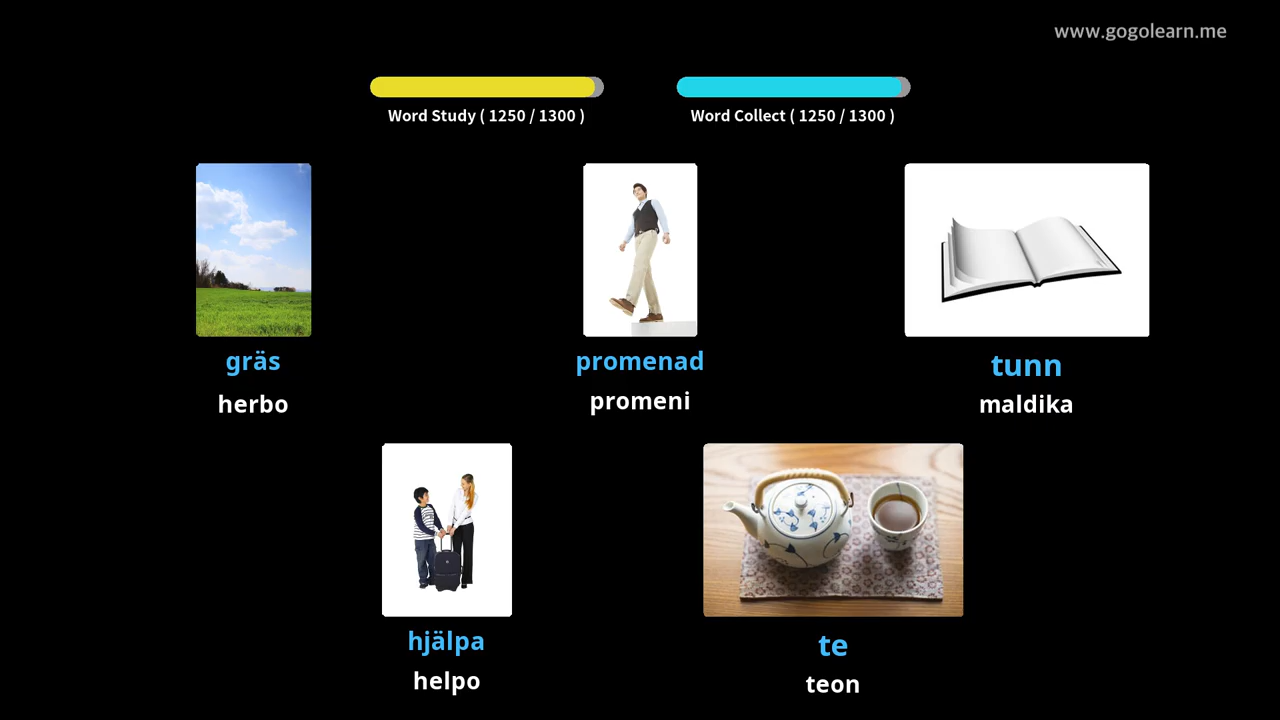 www.gogolearn.me
Word Study ( 1250 / 1300 )
Word Collect ( 1250 / 1300 )
gräs
herbo
promenad
promeni
tunn
maldika
hjälpa
helpo
te
teon